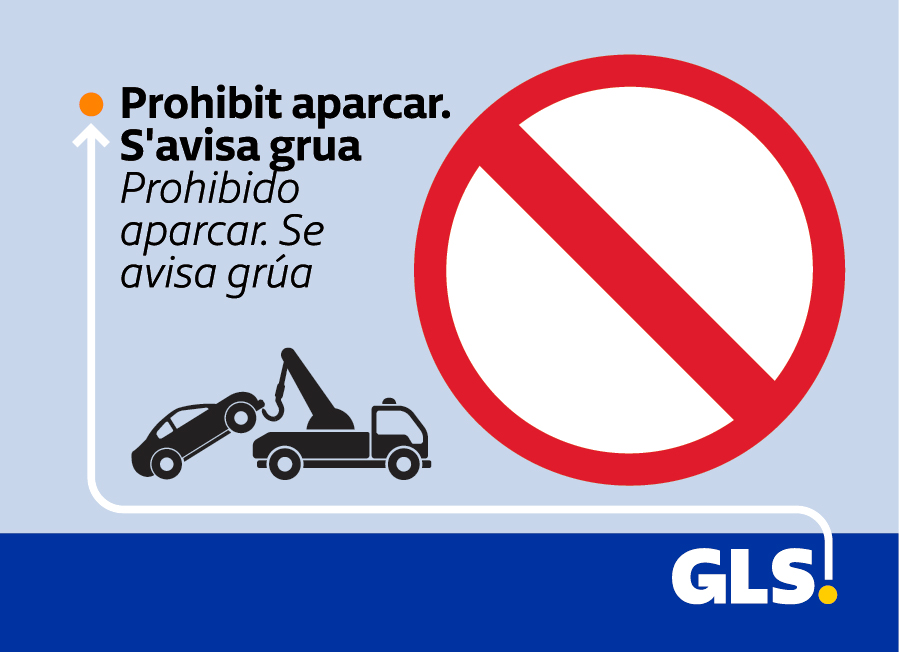 Prohibit aparcar.
S'avisa grua
Prohibido
aparcar. Se
avisa grúa
GLS.